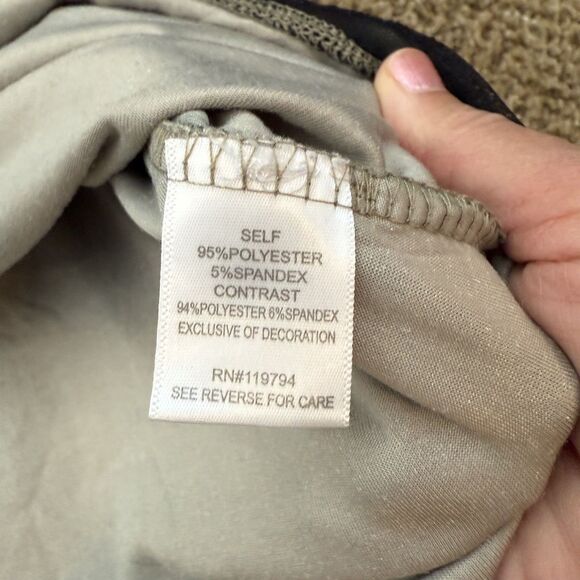 SELF
95%POLYESTER
5%SPANDEX
CONTRAST
94%POLYESTER 6%SPANDEX
EXCLUSIVE OF DECORATION
RN#119794
SEE REVERSE FOR CARE